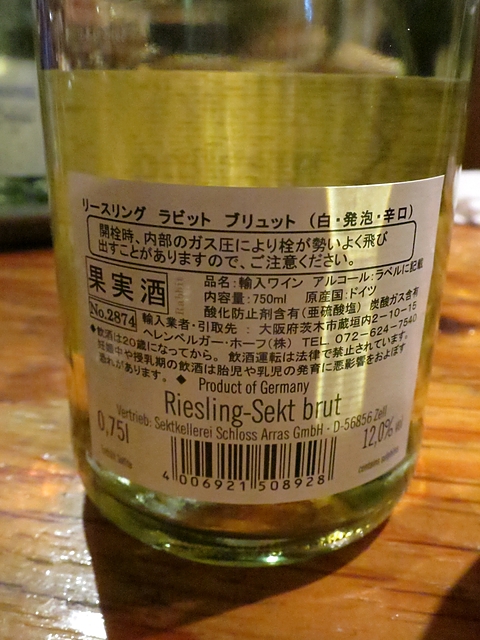 リースリング ラビット ブリュット (白・発泡・辛口)
開栓時、内部のガス圧により栓が勢いよく飛び
出すことがありますので、ご注意ください。
果実酒
品名:輸入ワイン アルコール:ラベルに記載
内容量:750ml 原産国:ドイツ
酸化防止剤含有(亜硫酸塩) 炭酸ガス含有
No.2874
輸入業者・引取先 : 大阪府茨木市蔵垣内2-10-15
ヘレンベルガー・ホーフ(株) TEL 072-624-7540
◆飲酒は20歳になってから。 飲酒運転は法律で禁止されています。
妊娠中や授乳期の飲酒は胎児や乳児の発育に悪影響をおよぼす
恐れがあります。 ◆
Product of Germany
Riesling-Sekt brut
0,75l
Vertrieb: Sektkellerei Schloss Arras GmbH · D-56856 Zell
12,0% vol
contains sulphites
4 006921 508928